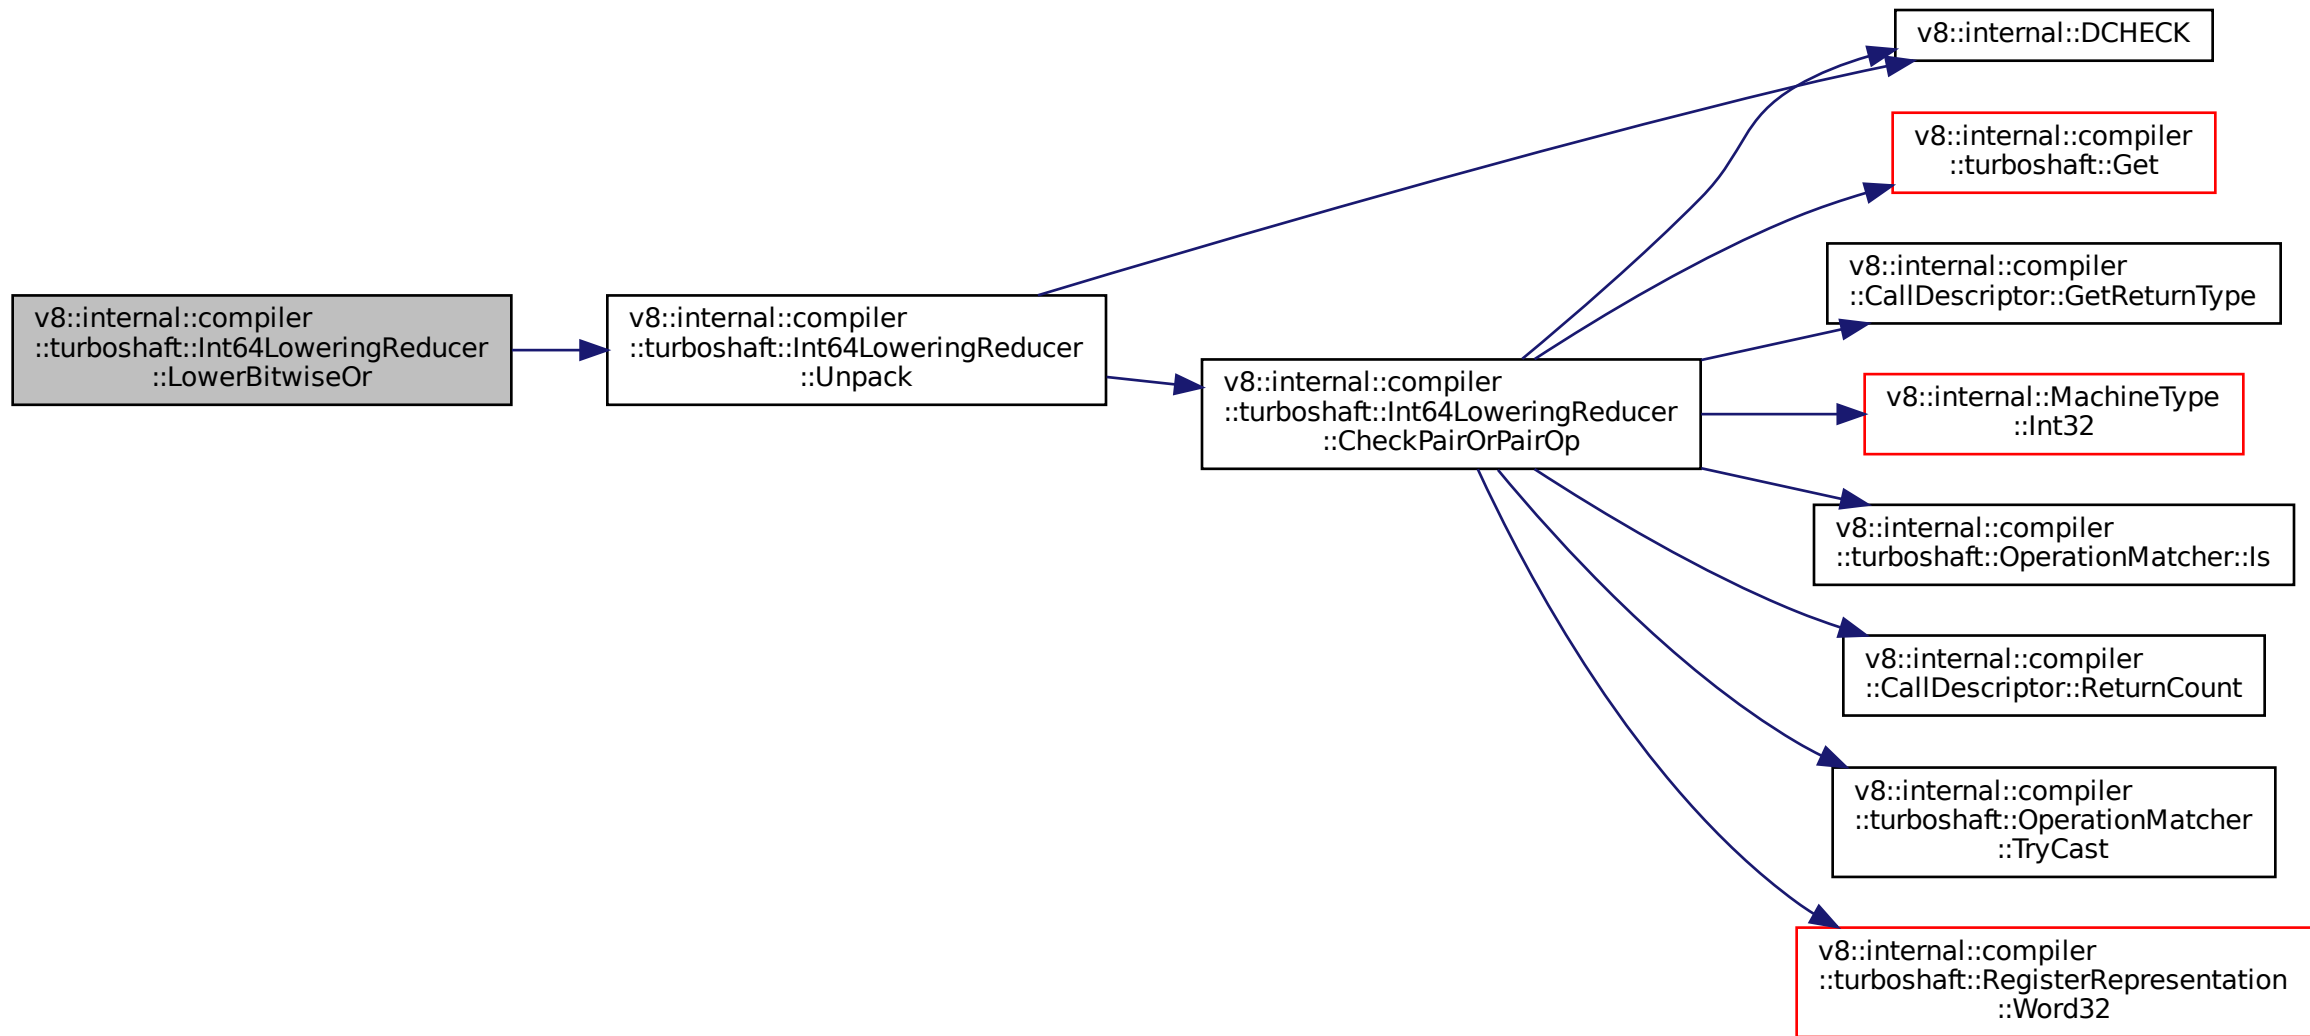 v8::internal::compiler
::turboshaft::Int64LoweringReducer
::LowerBitwiseOr
v8::internal::compiler
::turboshaft::Int64LoweringReducer
::Unpack
v8::internal::compiler
::turboshaft::Int64LoweringReducer
::CheckPairOrPairOp
v8::internal::DCHECK
v8::internal::compiler
::turboshaft::Get
v8::internal::compiler
::CallDescriptor::GetReturnType
v8::internal::MachineType
::Int32
v8::internal::compiler
::turboshaft::OperationMatcher::Is
v8::internal::compiler
::CallDescriptor::ReturnCount
v8::internal::compiler
::turboshaft::OperationMatcher
::TryCast
v8::internal::compiler
::turboshaft::RegisterRepresentation
::Word32